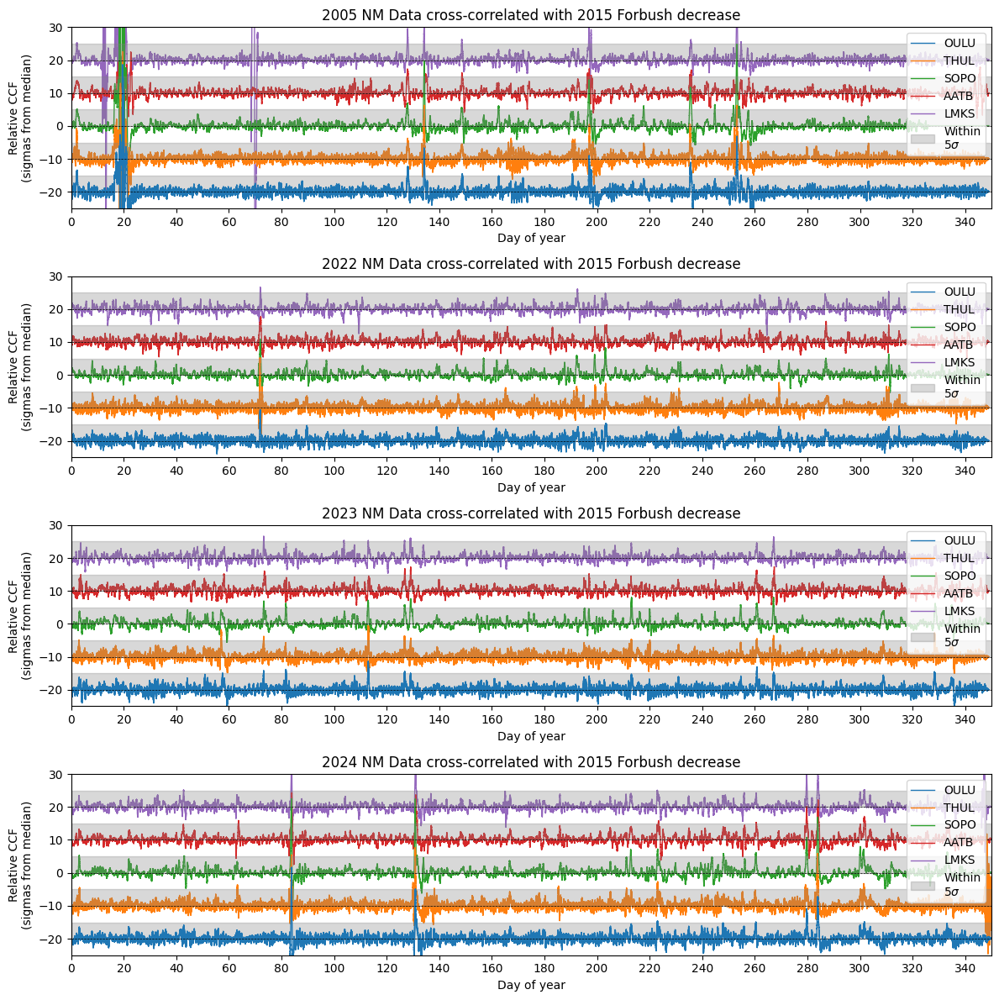 2005 NM Data cross-correlated with 2015 Forbush decrease
Relative CCF
(sigmas from median)
30
20
10
0
−10
−20
OULU
THUL
SOPO
AATB
LMKS
Within
5σ
0 20 40 60 80 100 120 140 160 180 200 220 240 260 280 300 320 340
Day of year
2022 NM Data cross-correlated with 2015 Forbush decrease
Relative CCF
(sigmas from median)
30
20
10
0
−10
−20
OULU
THUL
SOPO
AATB
LMKS
Within
5σ
0 20 40 60 80 100 120 140 160 180 200 220 240 260 280 300 320 340
Day of year
2023 NM Data cross-correlated with 2015 Forbush decrease
Relative CCF
(sigmas from median)
30
20
10
0
−10
−20
OULU
THUL
SOPO
AATB
LMKS
Within
5σ
0 20 40 60 80 100 120 140 160 180 200 220 240 260 280 300 320 340
Day of year
2024 NM Data cross-correlated with 2015 Forbush decrease
Relative CCF
(sigmas from median)
30
20
10
0
−10
−20
OULU
THUL
SOPO
AATB
LMKS
Within
5σ
0 20 40 60 80 100 120 140 160 180 200 220 240 260 280 300 320 340
Day of year